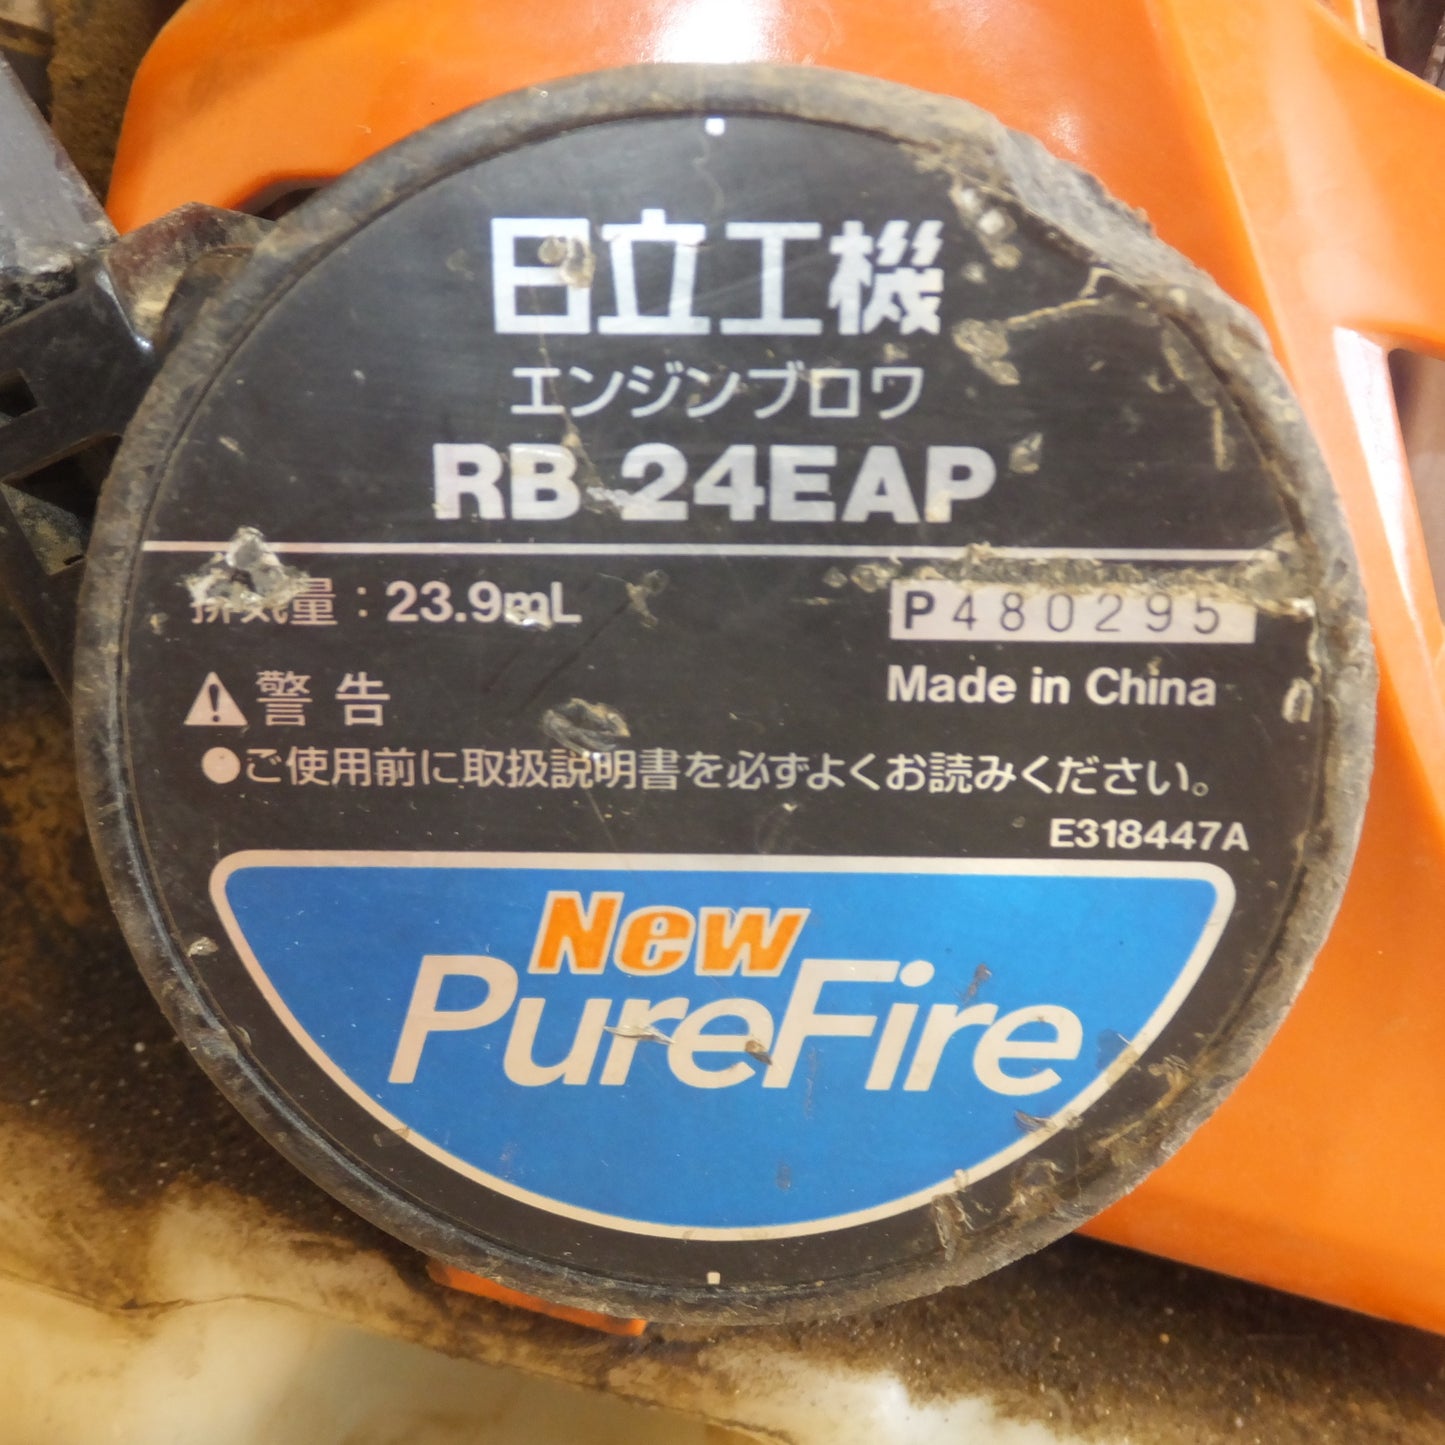 日立工機
エンジンブロワ
RB 24EAP
排気量：23.9mL
P480295
Made in China
⚠警告
●ご使用前に取扱説明書を必ずよくお読みください。
E318447A
New
PureFire